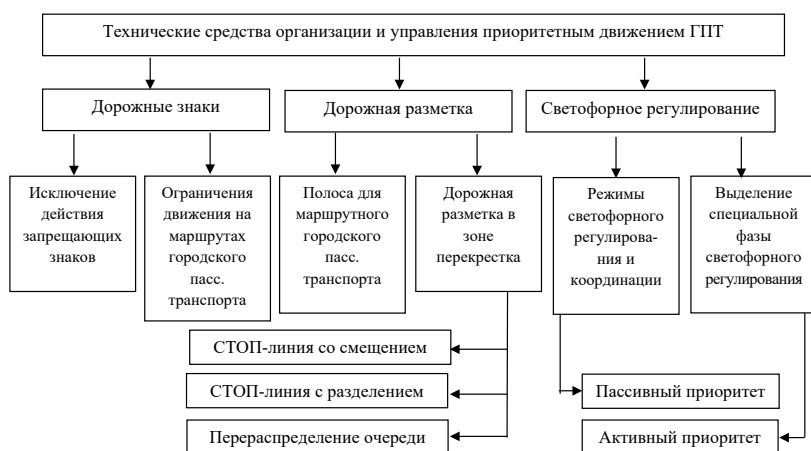 Технические средства организации и управления приоритетным движением ГПТ
Дорожные знаки
Дорожная разметка
Светофорное регулирование
Исключение
действия
запрещающих
знаков
Ограничения
движения на
маршрутах
городского
пасс.
транспорта
Полоса для
маршрутного
городского
пасс.
транспорта
Дорожная
разметка в
зоне
перекрестка
Режимы
светофорного
регулирова-
ния и
координации
Выделение
специальной
фазы
светофорного
регулирования
СТОП-линия со смещением
СТОП-линия с разделением
Перераспределение очереди
Пассивный приоритет
Активный приоритет